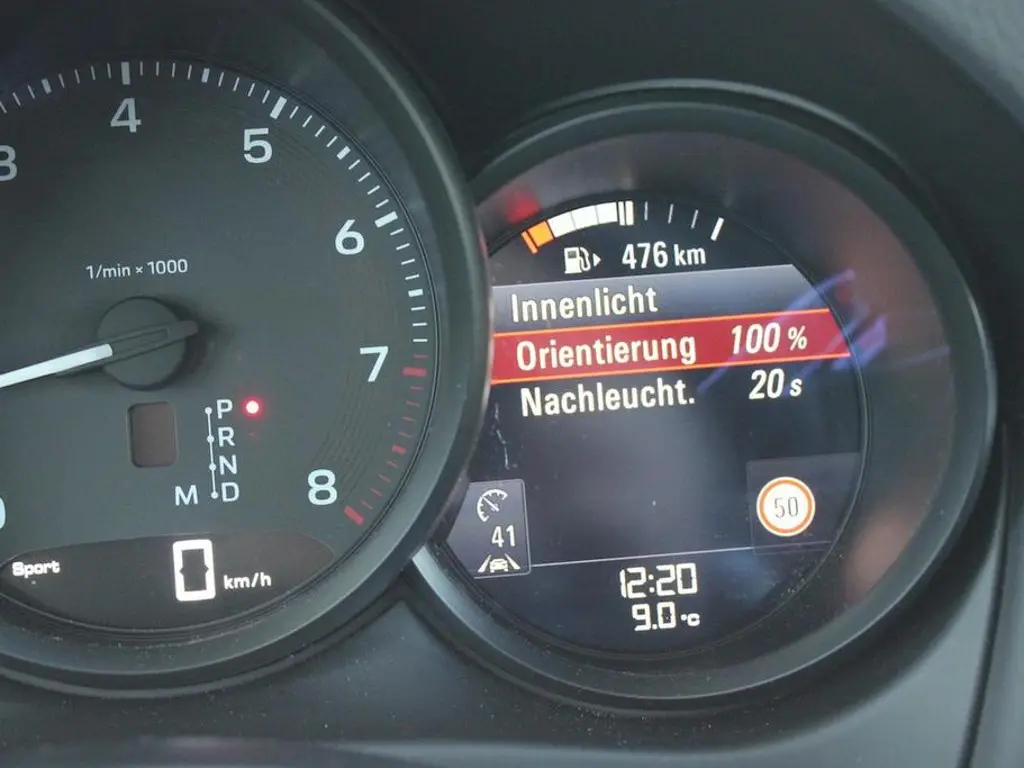 3
4
5
6
7
8
1/min × 1000
P
R
N
M D
Sport
0 km/h
476 km
Innenlicht
Orientierung 100 %
Nachleucht. 20 s
41
50
12:20
9.0 °C